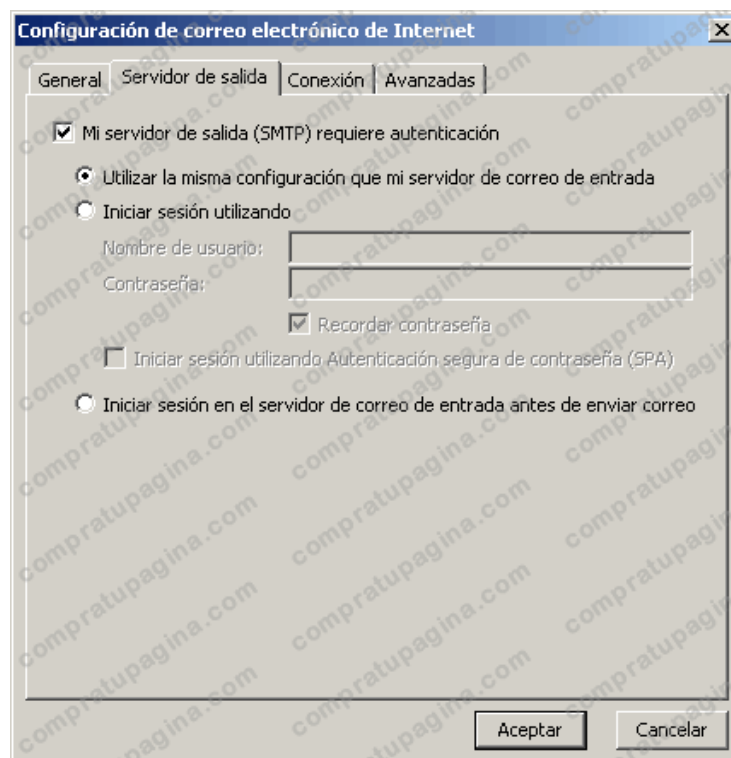 Configuración de correo electrónico de Internet
General Servidor de salida Conexión Avanzadas
Mi servidor de salida (SMTP) requiere autenticación
Utilizar la misma configuración que mi servidor de correo de entrada
Iniciar sesión utilizando
Nombre de usuario:
Contraseña:
Recordar contraseña
Iniciar sesión utilizando Autenticación segura de contraseña (SPA)
Iniciar sesión en el servidor de correo de entrada antes de enviar correo
Aceptar Cancelar
compratupagina.com